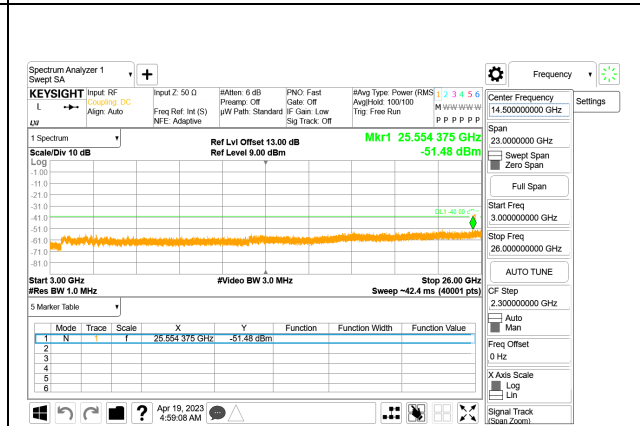 Spectrum Analyzer 1
Swept SA
Frequency
KEYSIGHT
L
Input: RF
Coupling: DC
Align: Auto
Input Z: 50 Ω
Freq Ref: Int (S)
NFE: Adaptive
#Atten: 6 dB
Preamp: Off
µW Path: Standard
PNO: Fast
Gate: Off
IF Gain: Low
Sig Track: Off
#Avg Type: Power (RMS
Avg|Hold: 100/100
Trig: Free Run
1 2 3 4 5 6
M W W W W W
P P P P P P
1 Spectrum
Scale/Div 10 dB
Ref Lvl Offset 13.00 dB
Ref Level 9.00 dBm
Mkr1 25.554 375 GHz
-51.48 dBm
Log
-1.00
-11.0
-21.0
-31.0
-41.0
-51.0
-61.0
-71.0
-81.0
Start 3.00 GHz
#Res BW 1.0 MHz
#Video BW 3.0 MHz
Stop 26.00 GHz
Sweep ~42.4 ms (40001 pts)
5 Marker Table
Mode Trace Scale X Y Function Function Width Function Value
1 N 1 f 25.554 375 GHz -51.48 dBm
2
3
4
5
6
Apr 19, 2023
4:59:08 AM
Center Frequency
14.500000000 GHz
Settings
Span
23.0000000 GHz
Swept Span
Zero Span
Full Span
Start Freq
3.000000000 GHz
Stop Freq
26.000000000 GHz
AUTO TUNE
CF Step
2.300000000 GHz
Auto
Man
Freq Offset
0 Hz
X Axis Scale
Log
Lin
Signal Track
(Span Zoom)